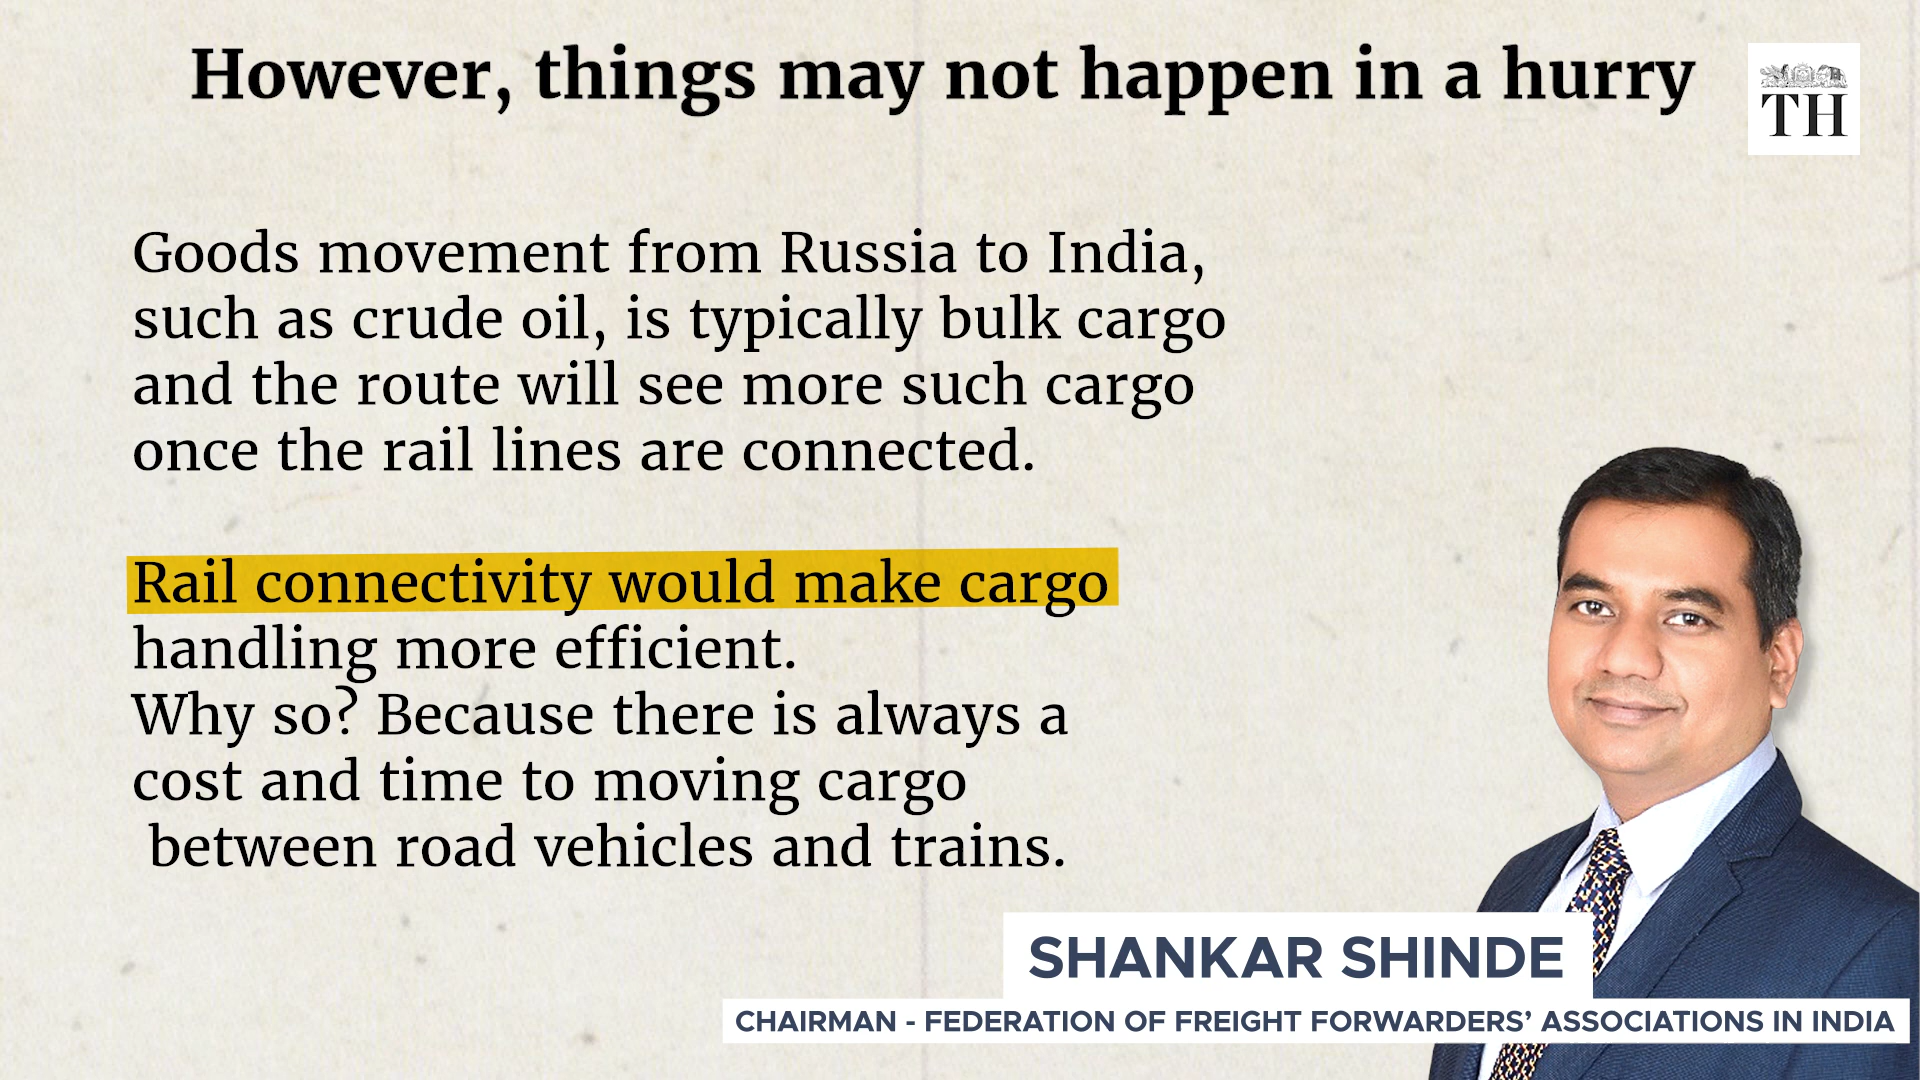 However, things may not happen in a hurry
TH
Goods movement from Russia to India,
such as crude oil, is typically bulk cargo
and the route will see more such cargo
once the rail lines are connected.
Rail connectivity would make cargo
handling more efficient.
Why so? Because there is always a
cost and time to moving cargo
between road vehicles and trains.
SHANKAR SHINDE
CHAIRMAN - FEDERATION OF FREIGHT FORWARDERS’ ASSOCIATIONS IN INDIA